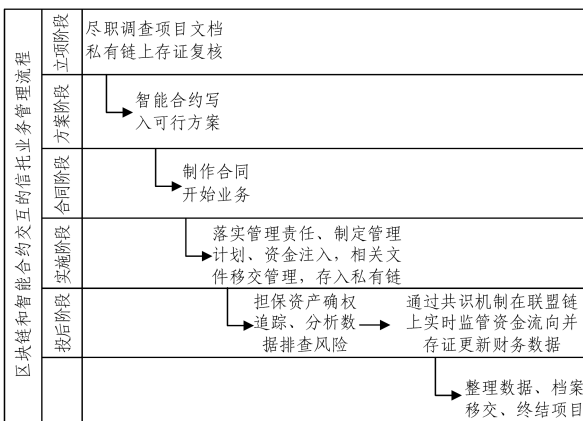 区块链和智能合约交互的信托业务管理流程
立项阶段
尽职调查项目文档
私有链上存证复核
方案阶段
智能合约写
入可行方案
合同阶段
制作合同
开始业务
实施阶段
落实管理责任、制定管理
计划、资金注入，相关文
件移交管理，存入私有链
投后阶段
担保资产确权
追踪、分析数
据排查风险
通过共识机制在联盟链
上实时监管资金流向并
存证更新财务数据
整理数据、档案
移交、终结项目